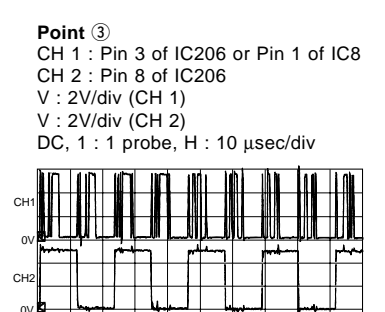 Point ③
CH 1 : Pin 3 of IC206 or Pin 1 of IC8
CH 2 : Pin 8 of IC206
V : 2V/div (CH 1)
V : 2V/div (CH 2)
DC, 1 : 1 probe, H : 10 µsec/div
CH1
0V
CH2
0V